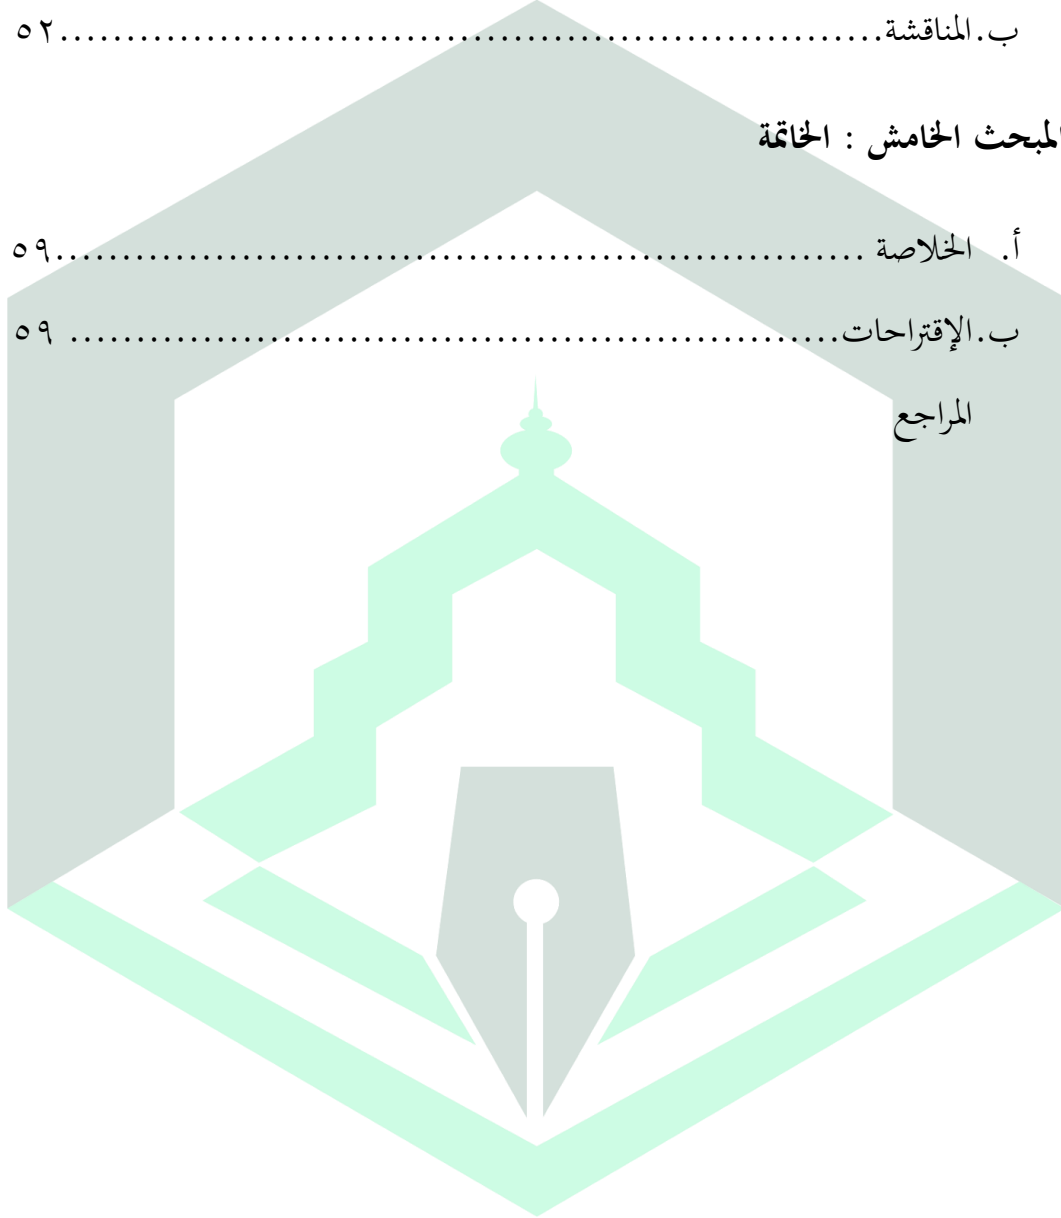 ب.المناقشة...............................................................٥٢
المبحث الخامش : الخاتمة
أ. الخلاصة ..............................................................٥٩
ب.الإقتراحات........................................................... ٥٩
المراجع